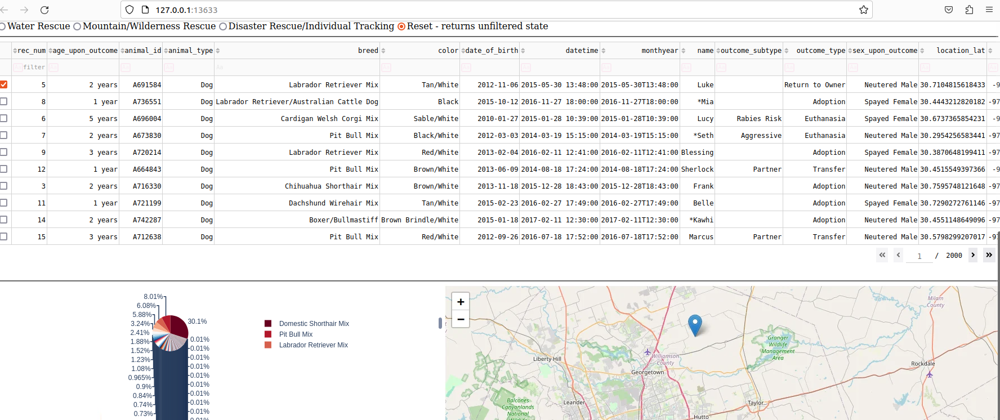 127.0.0.1:13633
Water Rescue Mountain/Wilderness Rescue Disaster Rescue/Individual Tracking Reset - returns unfiltered state
rec_num age_upon_outcome animal_id animal_type breed color date_of_birth datetime monthyear name outcome_subtype outcome_type sex_upon_outcome location_lat
Aa filter Aa Aa Aa Aa Aa Aa Aa Aa Aa Aa Aa Aa Aa Aa
5 2 years A691584 Dog Labrador Retriever Mix Tan/White 2012-11-06 2015-05-30 13:48:00 2015-05-30T13:48:00 Luke Return to Owner Neutered Male 30.7104815618433 -9
8 1 year A736551 Dog Labrador Retriever/Australian Cattle Dog Black 2015-10-12 2016-11-27 18:00:00 2016-11-27T18:00:00 *Mia Adoption Spayed Female 30.4443212820182 -97
6 5 years A696004 Dog Cardigan Welsh Corgi Mix Sable/White 2010-01-27 2015-01-28 10:39:00 2015-01-28T10:39:00 Lucy Rabies Risk Euthanasia Spayed Female 30.6737365854231 -9
7 2 years A673830 Dog Pit Bull Mix Black/White 2012-03-03 2014-03-19 15:15:00 2014-03-19T15:15:00 *Seth Aggressive Euthanasia Neutered Male 30.2954256583441 -97
9 3 years A720214 Dog Labrador Retriever Mix Red/White 2013-02-04 2016-02-11 12:41:00 2016-02-11T12:41:00 Blessing Adoption Spayed Female 30.3870648199411 -97
12 1 year A664843 Dog Pit Bull Mix Brown/White 2013-06-09 2014-08-18 17:24:00 2014-08-18T17:24:00 Sherlock Partner Transfer Neutered Male 30.4515549397366 -9
3 2 years A716330 Dog Chihuahua Shorthair Mix Brown/White 2013-11-18 2015-12-28 18:43:00 2015-12-28T18:43:00 Frank Adoption Neutered Male 30.7595748121648 -97
11 1 year A721199 Dog Dachshund Wirehair Mix Tan/White 2015-02-23 2016-02-27 17:49:00 2016-02-27T17:49:00 Belle Adoption Spayed Female 30.7290272761146 -97
14 2 years A742287 Dog Boxer/Bullmastiff Brown Brindle/White 2015-01-18 2017-02-11 12:30:00 2017-02-11T12:30:00 *Kawhi Adoption Neutered Male 30.4551148649096 -97
15 3 years A712638 Dog Pit Bull Mix Red/White 2012-09-26 2016-07-18 17:52:00 2016-07-18T17:52:00 Marcus Partner Transfer Neutered Male 30.5798299207017 -97
« ‹ 1 / 2000 › »
8.01%
6.08%
5.88%
3.24%
2.41%
1.88%
1.52%
1.23%
1.08%
0.965%
0.9%
0.84%
0.74%
0.73%
30.1%
0.01%
0.01%
0.01%
0.01%
0.01%
0.01%
0.01%
0.01%
0.01%
0.01%
Domestic Shorthair Mix
Pit Bull Mix
Labrador Retriever Mix
+
−
Milam
County
Granger
Wildlife
Management
Area
Liberty Hill
Williamson
County
Georgetown
Rockdale
Balcones
Canyonlands
National
Wildlife
Leander
Taylor
Hutto